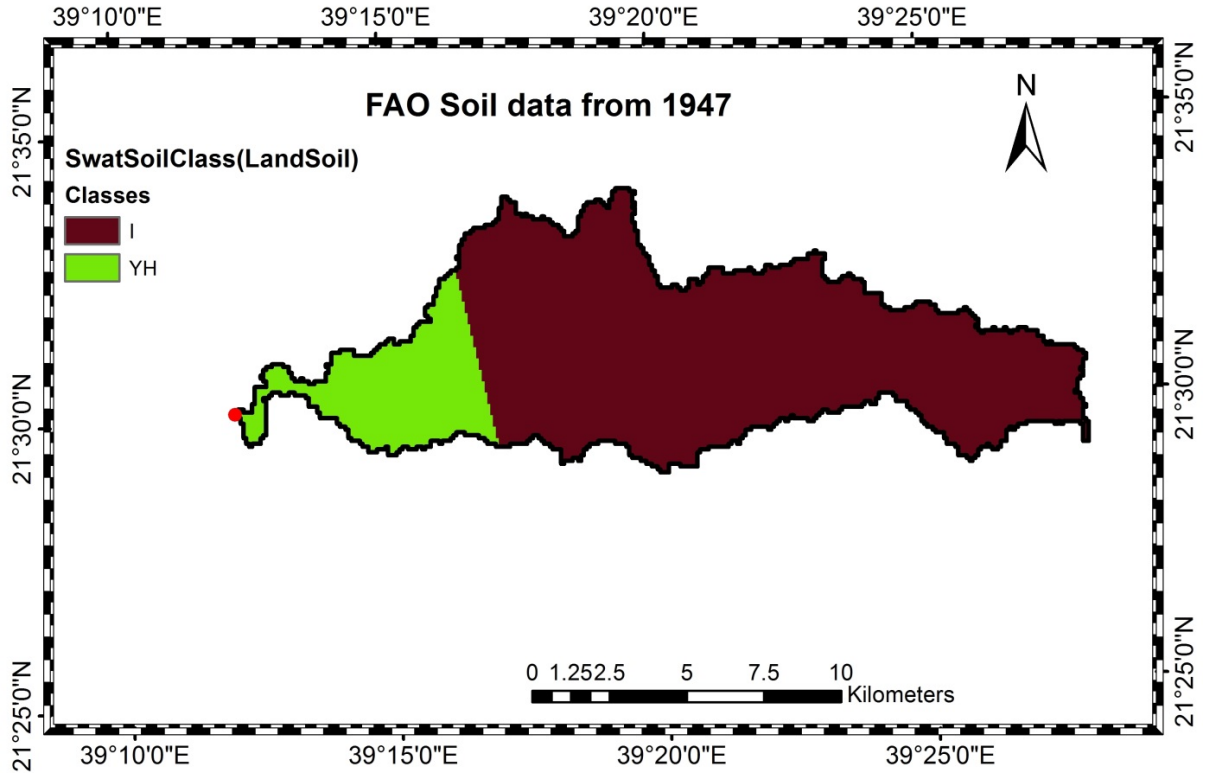 39°10'0"E 39°15'0"E 39°20'0"E 39°25'0"E
21°35'0"N
21°30'0"N
21°25'0"N
FAO Soil data from 1947
N
SwatSoilClass(LandSoil)
Classes
I
YH
0 1.252.5 5 7.5 10
Kilometers
21°35'0"N
21°30'0"N
21°25'0"N
39°10'0"E 39°15'0"E 39°20'0"E 39°25'0"E